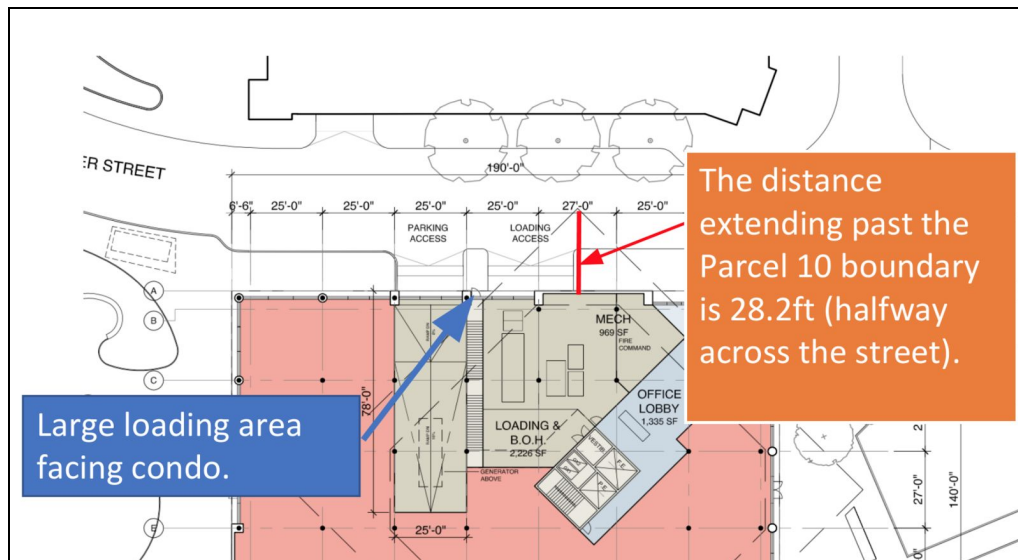 ER STREET
190'-0"
6'-6"
25'-0"
25'-0"
25'-0"
25'-0"
27'-0"
25'-0"
PARKING
ACCESS
LOADING
ACCESS
The distance
extending past the
Parcel 10 boundary
is 28.2ft (halfway
across the street).
A
B
C
E
MECH
969 SF
FIRE
COMMAND
78'-0"
OFFICE
LOBBY
1,335 SF
Large loading area
facing condo.
LOADING &
B.O.H.
2,226 SF
GENERATOR
ABOVE
VESTIB
F.E.
F.E.
25'-0"
27'-0"
140'-0"